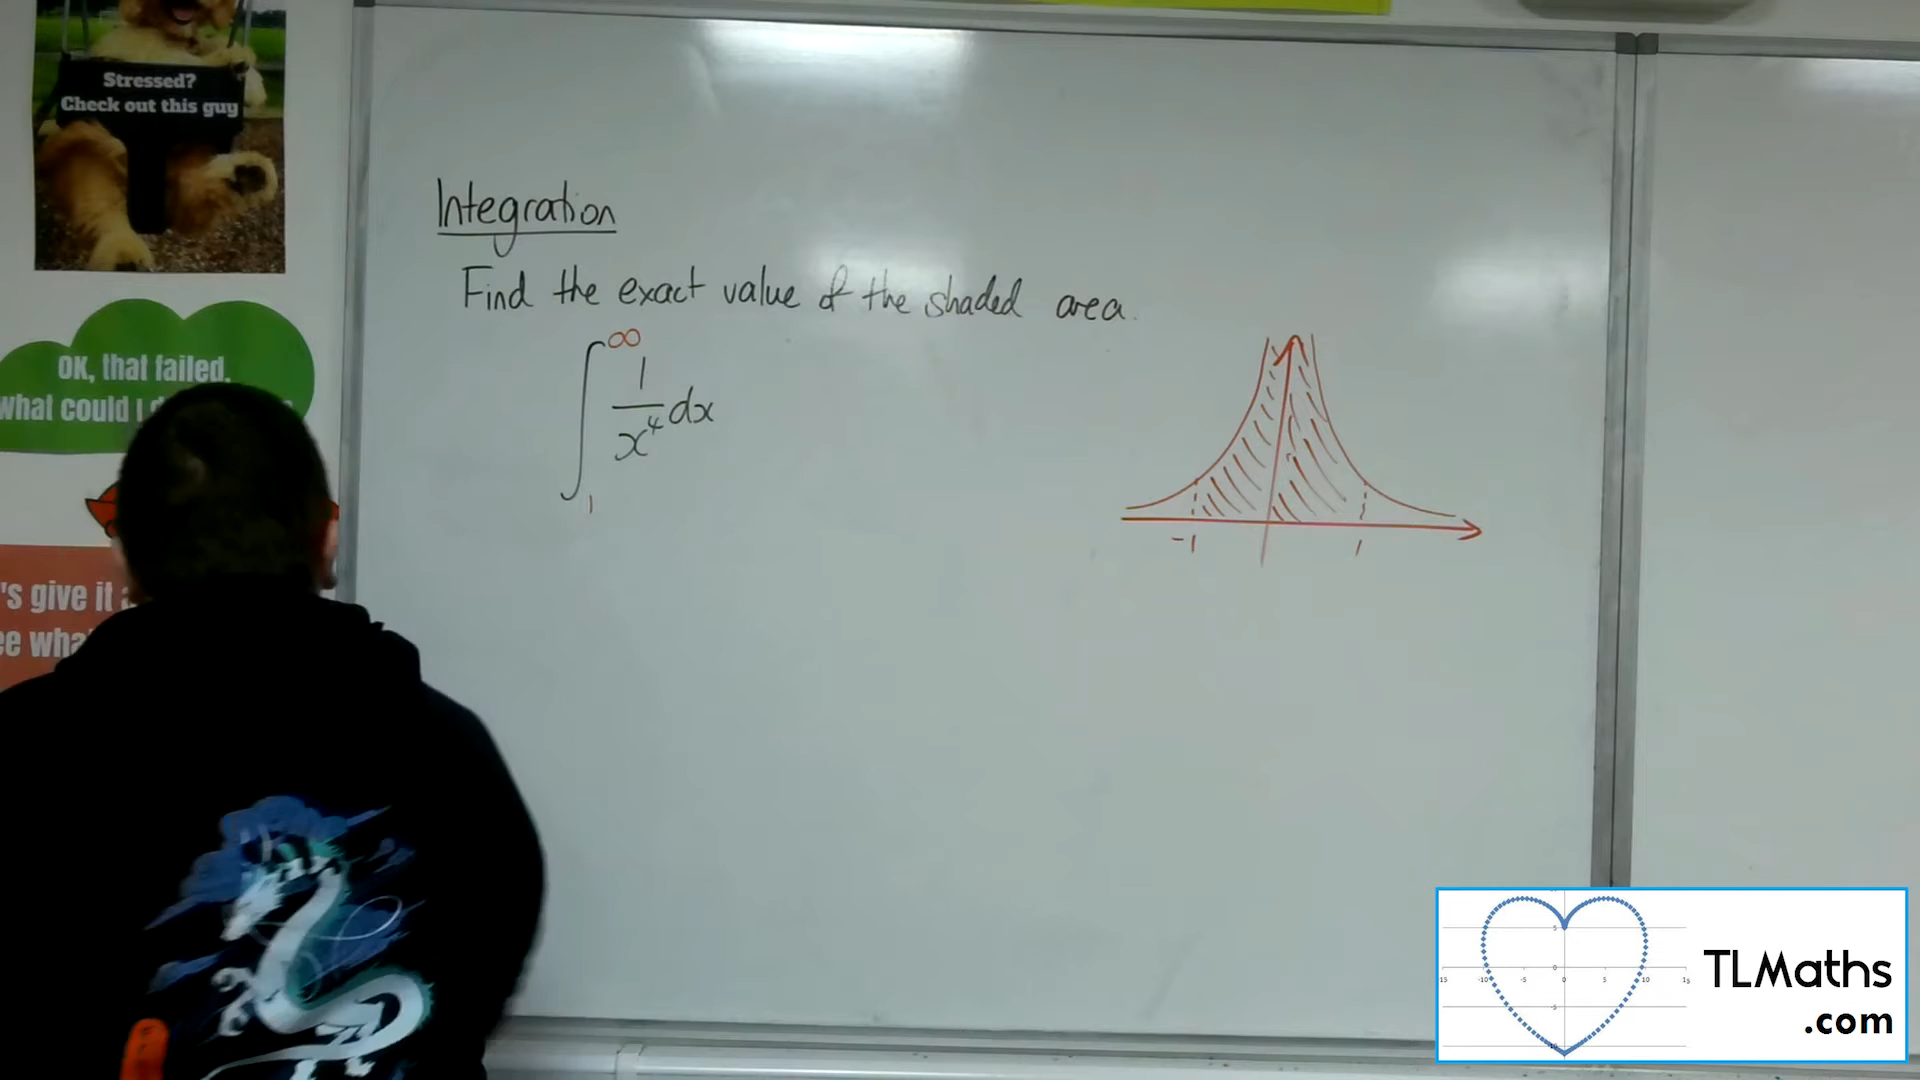 Stressed?
Check out this guy
OK, that failed.
what could I
's give it
ee wha
Integration
Find the exact value of the shaded area.
∫₁^∞ 1/x⁴ dx
-1
1
TLMaths
.com